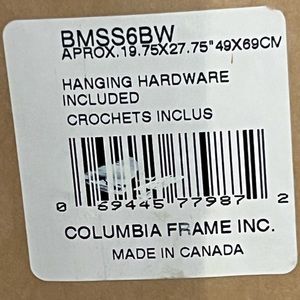 BMSS6BW
APROX.19.75X27.75"49X69CM
HANGING HARDWARE
INCLUDED
CROCHETS INCLUS
0 69445 77987 2
COLUMBIA FRAME INC.
MADE IN CANADA